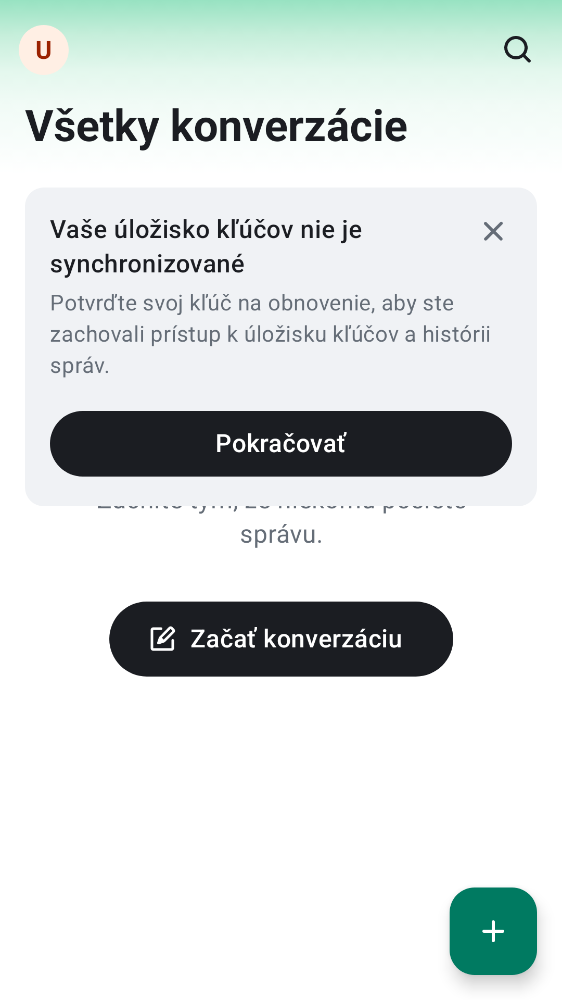 U
Všetky konverzácie
Vaše úložisko kľúčov nie je
synchronizované
Potvrďte svoj kľúč na obnovenie, aby ste
zachovali prístup k úložisku kľúčov a histórii
správ.
Pokračovať
správu.
Začať konverzáciu